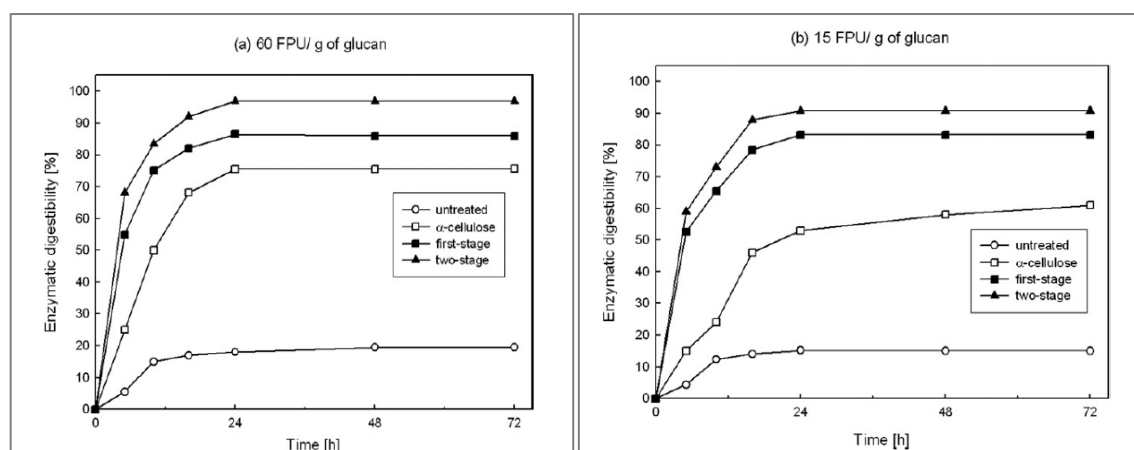 (a) 60 FPU/ g of glucan
100
90
80
70
60
50
40
30
20
10
0
Enzymatic digestibility [%]
untreated
α-cellulose
first-stage
two-stage
0 24 48 72
Time [h]
(b) 15 FPU/ g of glucan
100
90
80
70
60
50
40
30
20
10
0
Enzymatic digestibility [%]
untreated
α-cellulose
first-stage
two-stage
0 24 48 72
Time [h]